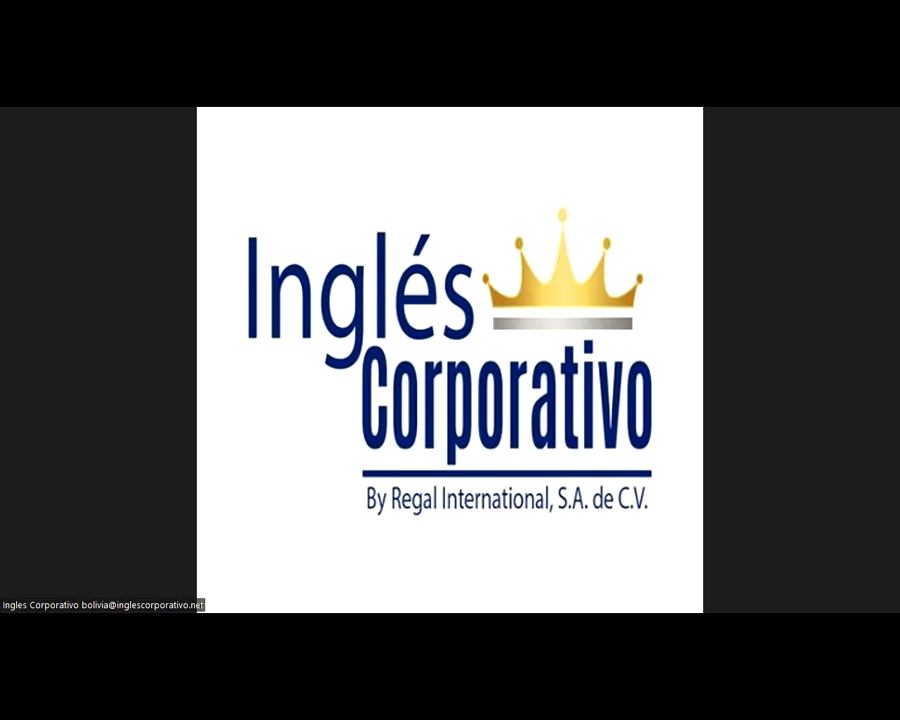 Inglés
Corporativo
By Regal International, S.A. de C.V.
Ingles Corporativo bolivia@inglescorporativo.net